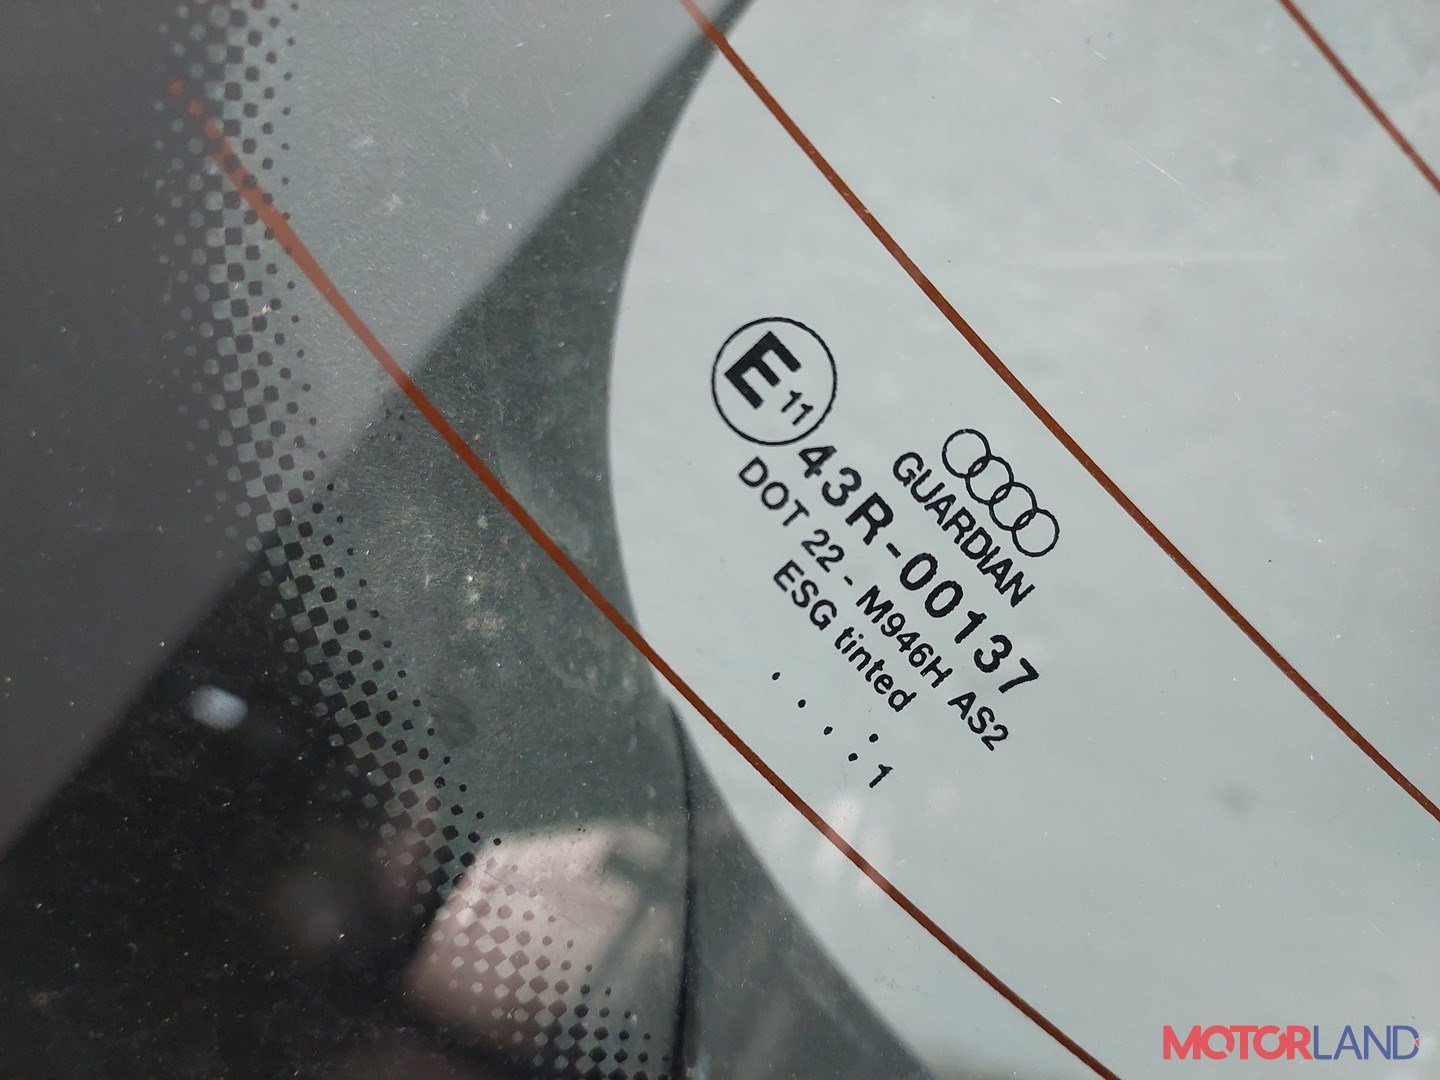 GUARDIAN
E 11
43R-00137
DOT 22 - M946H AS2
ESG tinted
. . . : 1
MOTORLAND